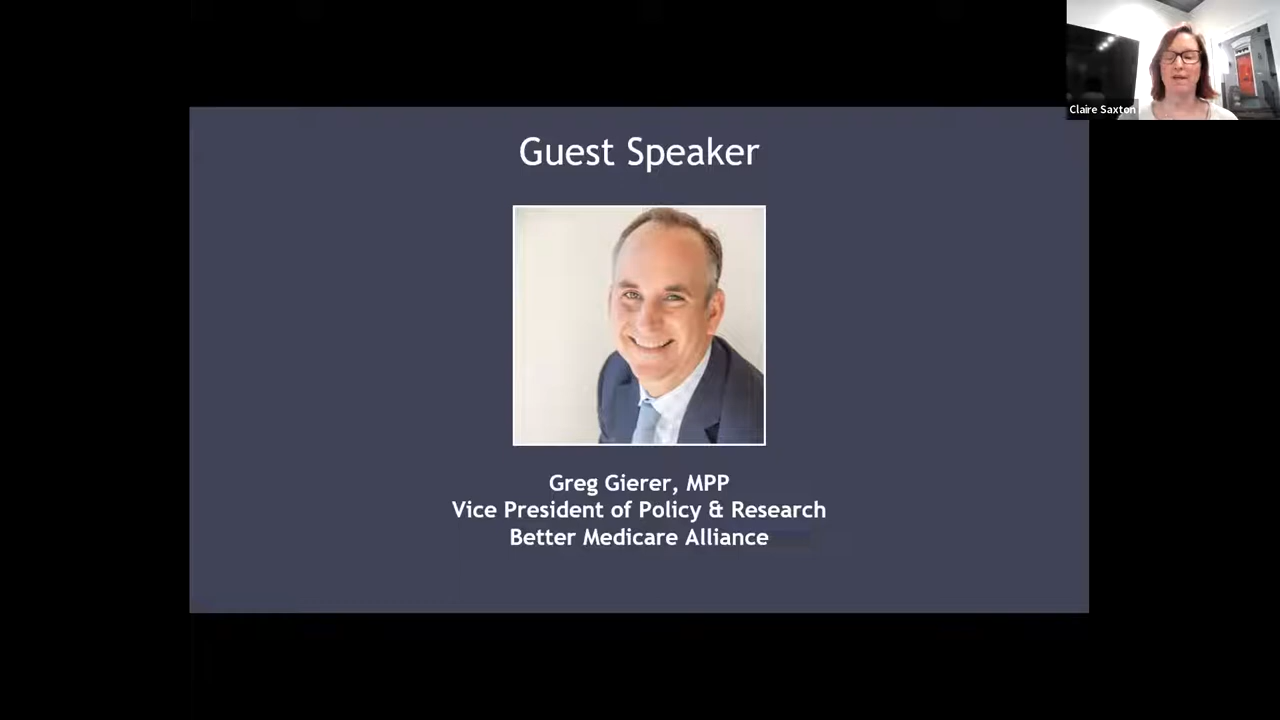 Claire Saxton
Guest Speaker
Greg Gierer, MPP
Vice President of Policy & Research
Better Medicare Alliance